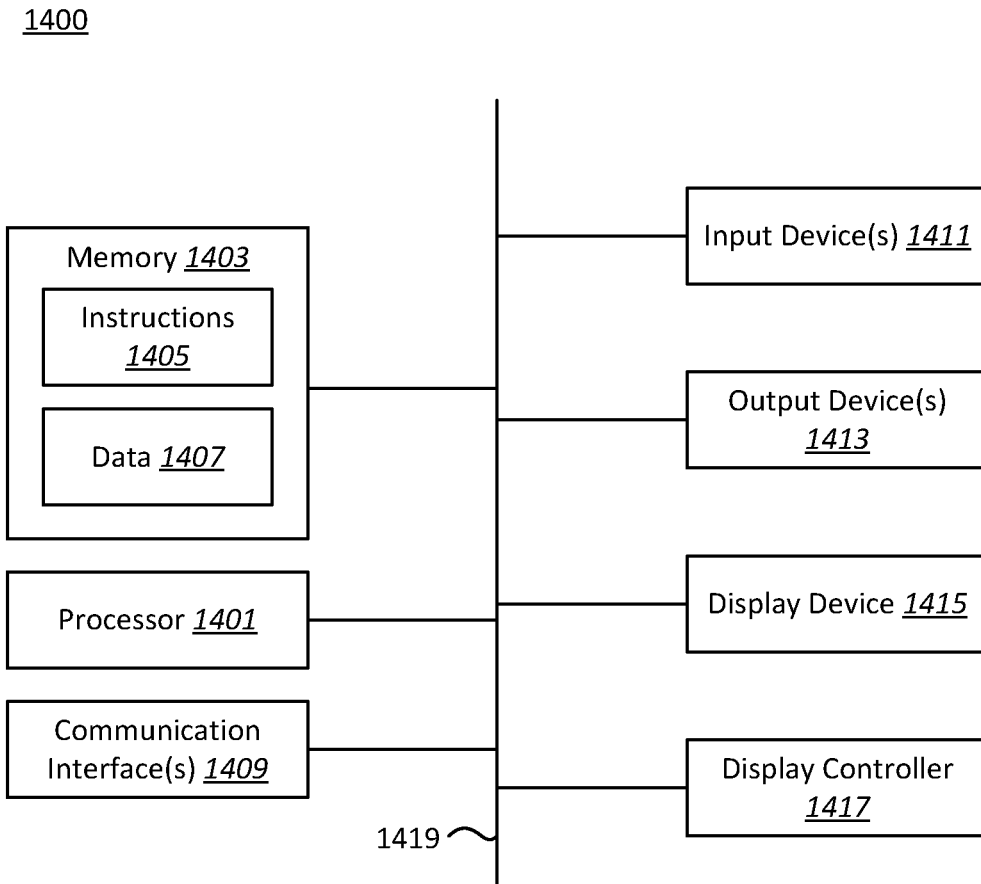 1400
Memory 1403
Instructions
1405
Data 1407
Processor 1401
Communication
Interface(s) 1409
Input Device(s) 1411
Output Device(s)
1413
Display Device 1415
Display Controller
1417
1419